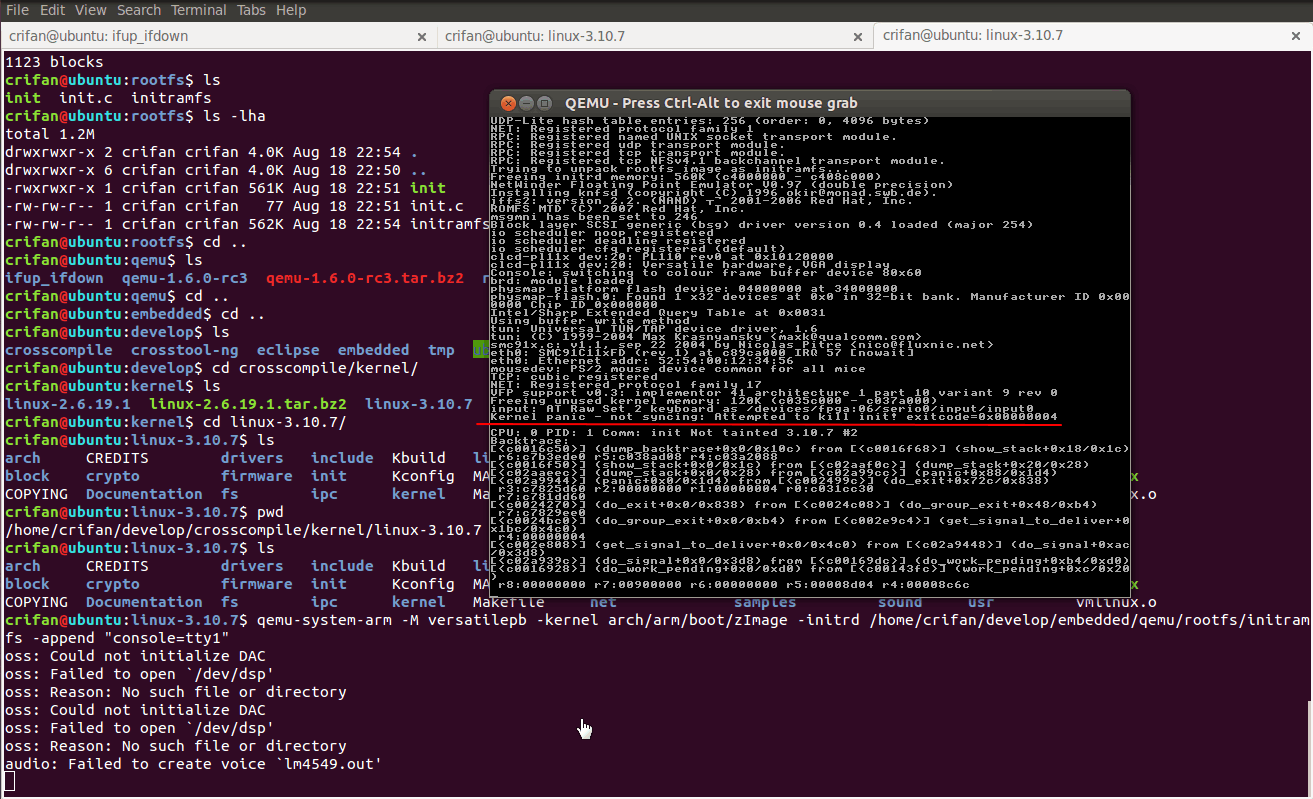 File Edit View Search Terminal Tabs Help
crifan@ubuntu: ifup_ifdown
crifan@ubuntu: linux-3.10.7
crifan@ubuntu: linux-3.10.7
1123 blocks
crifan@ubuntu:rootfs$ ls
init init.c initramfs
crifan@ubuntu:rootfs$ ls -lha
total 1.2M
drwxrwxr-x 2 crifan crifan 4.0K Aug 18 22:54 .
drwxrwxr-x 6 crifan crifan 4.0K Aug 18 22:50 ..
-rwxrwxr-x 1 crifan crifan 561K Aug 18 22:51 init
-rw-rw-r-- 1 crifan crifan 77 Aug 18 22:51 init.c
-rw-rw-r-- 1 crifan crifan 562K Aug 18 22:54 initramfs
crifan@ubuntu:rootfs$ cd ..
crifan@ubuntu:qemu$ ls
ifup_ifdown qemu-1.6.0-rc3 qemu-1.6.0-rc3.tar.bz2 r
crifan@ubuntu:qemu$ cd ..
crifan@ubuntu:embedded$ cd ..
crifan@ubuntu:develop$ ls
crosscompile crosstool-ng eclipse embedded tmp
crifan@ubuntu:develop$ cd crosscompile/kernel/
crifan@ubuntu:kernel$ ls
linux-2.6.19.1 linux-2.6.19.1.tar.bz2 linux-3.10.7
crifan@ubuntu:kernel$ cd linux-3.10.7/
crifan@ubuntu:linux-3.10.7$ ls
arch CREDITS drivers include Kbuild li
block crypto firmware init Kconfig MA x
COPYING Documentation fs ipc kernel Ma x.o
crifan@ubuntu:linux-3.10.7$ pwd
/home/crifan/develop/crosscompile/kernel/linux-3.10.7
crifan@ubuntu:linux-3.10.7$ ls
arch CREDITS drivers include Kbuild li
block crypto firmware init Kconfig MA x
COPYING Documentation fs ipc kernel Makefile net samples sound usr vmlinux.o
crifan@ubuntu:linux-3.10.7$ qemu-system-arm -M versatilepb -kernel arch/arm/boot/zImage -initrd /home/crifan/develop/embedded/qemu/rootfs/initram
fs -append "console=tty1"
oss: Could not initialize DAC
oss: Failed to open `/dev/dsp'
oss: Reason: No such file or directory
oss: Could not initialize DAC
oss: Failed to open `/dev/dsp'
oss: Reason: No such file or directory
audio: Failed to create voice `lm4549.out'
QEMU - Press Ctrl-Alt to exit mouse grab
UDP-Lite hash table entries: 256 (order: 0, 4096 bytes)
NET: Registered protocol family 1
RPC: Registered named UNIX socket transport module.
RPC: Registered udp transport module.
RPC: Registered tcp transport module.
RPC: Registered tcp NFSv4.1 backchannel transport module.
Trying to unpack rootfs image as initramfs...
Freeing initrd memory: 560K (c4000000 - c408c000)
NetWinder Floating Point Emulator V0.97 (double precision)
Installing knfsd (copyright (C) 1996 okir@monad.swb.de).
jffs2: version 2.2. (NAND) 2001-2006 Red Hat, Inc.
ROMFS MTD (C) 2007 Red Hat, Inc.
msgmni has been set to 246
Block layer SCSI generic (bsg) driver version 0.4 loaded (major 254)
io scheduler noop registered
io scheduler deadline registered
io scheduler cfq registered (default)
clcd-pl11x dev:20: PL110 rev0 at 0x10120000
clcd-pl11x dev:20: Versatile hardware, VGA display
Console: switching to colour frame buffer device 80x60
brd: module loaded
physmap platform flash device: 04000000 at 34000000
physmap-flash.0: Found 1 x32 devices at 0x0 in 32-bit bank. Manufacturer ID 0x00
0000 Chip ID 0x000000
Intel/Sharp Extended Query Table at 0x0031
Using buffer write method
tun: Universal TUN/TAP device driver, 1.6
tun: (C) 1999-2004 Max Krasnyansky <maxk@qualcomm.com>
smc91x.c: v1.1, sep 22 2004 by Nicolas Pitre <nico@fluxnic.net>
eth0: SMC91C11xFD (rev 1) at c89ca000 IRQ 57 [nowait]
eth0: Ethernet addr: 52:54:00:12:34:56
mousedev: PS/2 mouse device common for all mice
TCP: cubic registered
NET: Registered protocol family 17
VFP support v0.3: implementor 41 architecture 1 part 10 variant 9 rev 0
Freeing unused kernel memory: 120K (c035c000 - c037a000)
input: AT Raw Set 2 keyboard as /devices/fpga:06/serio0/input/input0
Kernel panic - not syncing: Attempted to kill init! exitcode=0x00000004
CPU: 0 PID: 1 Comm: init Not tainted 3.10.7 #2
Backtrace:
[<c0016c50>] (dump_backtrace+0x0/0x10c) from [<c0016f68>] (show_stack+0x18/0x1c)
r6:c7b3ede0 r5:c038ad08 r4:c03a2088
[<c0016f50>] (show_stack+0x0/0x1c) from [<c02aaf0c>] (dump_stack+0x20/0x28)
[<c02aaeec>] (dump_stack+0x0/0x28) from [<c02a99cc>] (panic+0x88/0x1d4)
[<c02a9944>] (panic+0x0/0x1d4) from [<c002499c>] (do_exit+0x72c/0x838)
r3:c7825d60 r2:00000000 r1:00000004 r0:c031cc30
r7:c781dd60
[<c0024270>] (do_exit+0x0/0x838) from [<c0024c08>] (do_group_exit+0x48/0xb4)
r7:c7829ee0
[<c0024bc0>] (do_group_exit+0x0/0xb4) from [<c002e9c4>] (get_signal_to_deliver+0
x1bc/0x4c0)
r4:00000004
[<c002e808>] (get_signal_to_deliver+0x0/0x4c0) from [<c02a9448>] (do_signal+0xac
/0x3d8)
[<c02a939c>] (do_signal+0x0/0x3d8) from [<c00169dc>] (do_work_pending+0xb4/0xd0)
[<c0016928>] (do_work_pending+0x0/0xd0) from [<c00143fc>] (work_pending+0xc/0x20
)
r8:00000000 r7:00900000 r6:00000000 r5:00008d04 r4:00008c6c